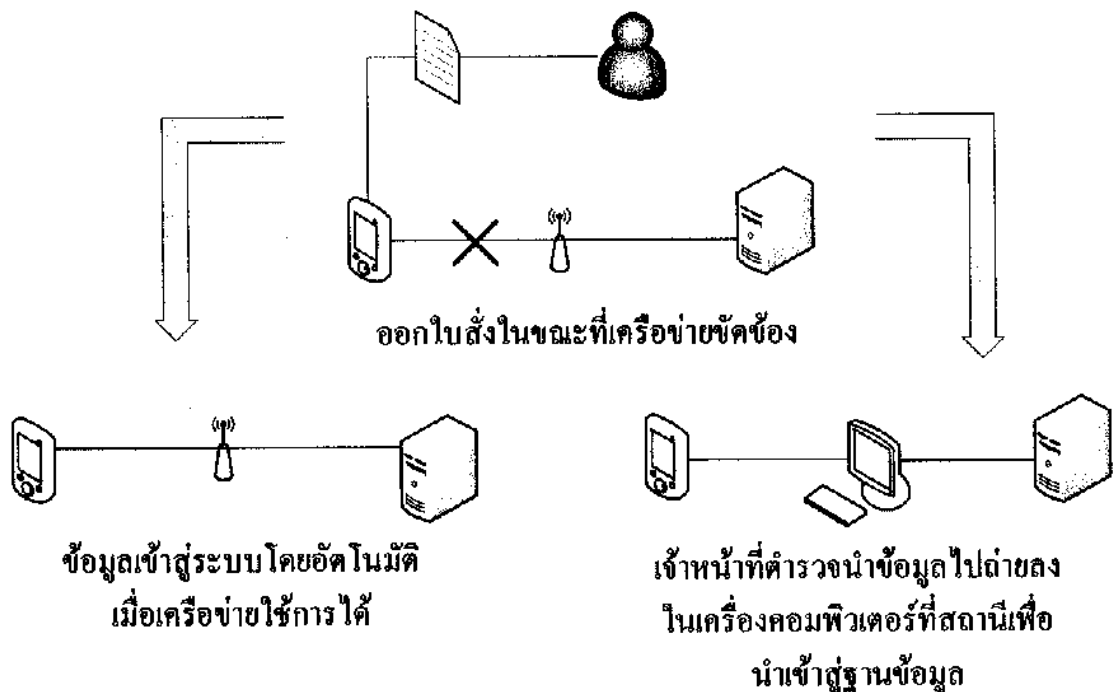 ออกใบสั่งในขณะที่เครือข่ายขัดข้อง
ข้อมูลเข้าสู่ระบบโดยอัตโนมัติ
เมื่อเครือข่ายใช้การได้
เจ้าหน้าที่ตำรวจนำข้อมูลไปถ่ายลง
ในเครื่องคอมพิวเตอร์ที่สถานีเพื่อ
นำเข้าสู่ฐานข้อมูล